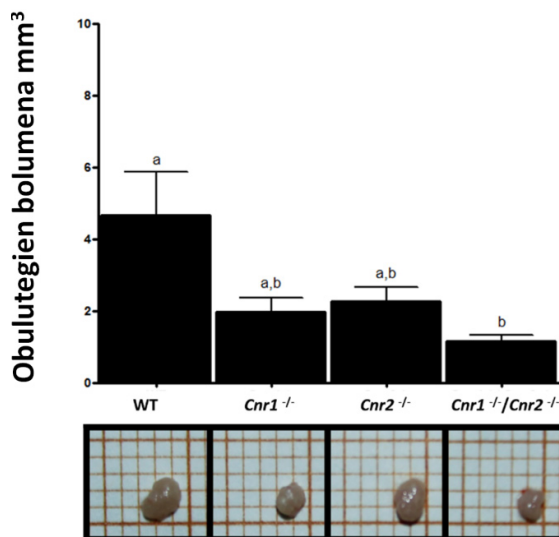 Obulutegien bolumena mm³
10
8
6
4
2
0
a
a,b
a,b
b
WT
Cnr1 -/-
Cnr2 -/-
Cnr1 -/-/Cnr2 -/-